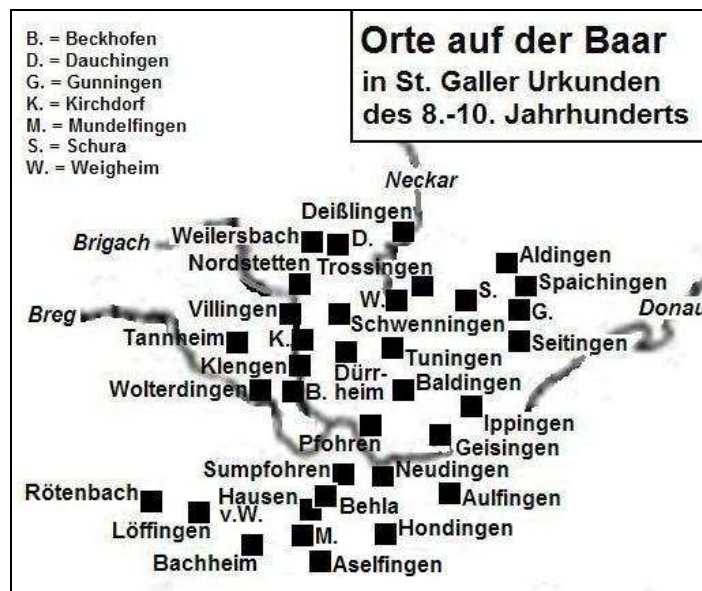 B. = Beckhofen
D. = Dauchingen
G. = Gunningen
K. = Kirchdorf
M. = Mundelfingen
S. = Schura
W. = Weigheim
Orte auf der Baar
in St. Galler Urkunden
des 8.-10. Jahrhunderts
Neckar
Deißlingen
Brigach
Weilersbach
D.
Aldingen
Nordstetten
Trossingen
Spaichingen
Breg
Villingen
W.
S.
G.
Donau
Schwenningen
Tannheim
K.
Seitingen
Klengen
Tuningen
Dürr-
heim
Wolterdingen
B.
Baldingen
Ippingen
Pfohren
Geisingen
Sumpfohren
Neudingen
Rötenbach
Hausen
v.W.
Behla
Aulfingen
Löffingen
M.
Hondingen
Bachheim
Aselfingen